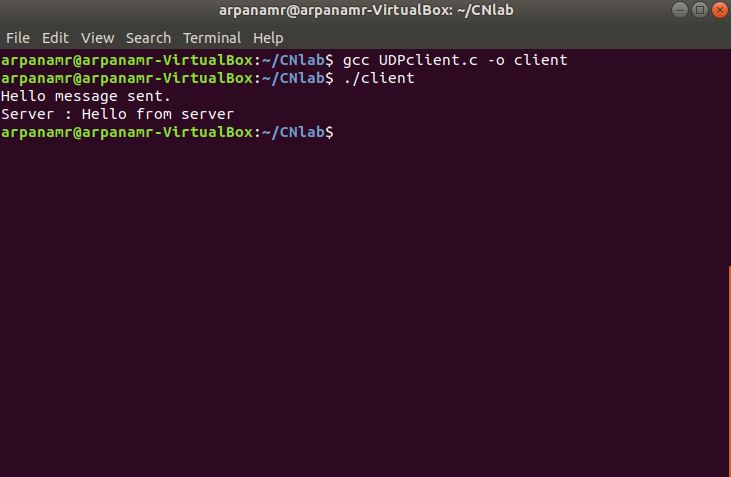 arpanamr@arpanamr-VirtualBox: ~/CNlab
File Edit View Search Terminal Help
arpanamr@arpanamr-VirtualBox:~/CNlab$ gcc UDPclient.c -o client
arpanamr@arpanamr-VirtualBox:~/CNlab$ ./client
Hello message sent.
Server : Hello from server
arpanamr@arpanamr-VirtualBox:~/CNlab$